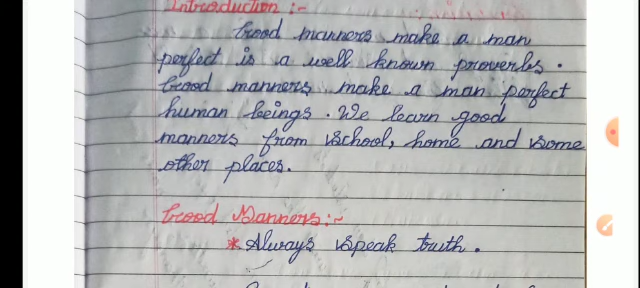 Introduction :-
Good manners make a man
perfect is a well known proverbs.
Good manners make a man perfect
human beings. We learn good
manners from school, home and some
other places.
Good Manners:~
* Always speak truth.